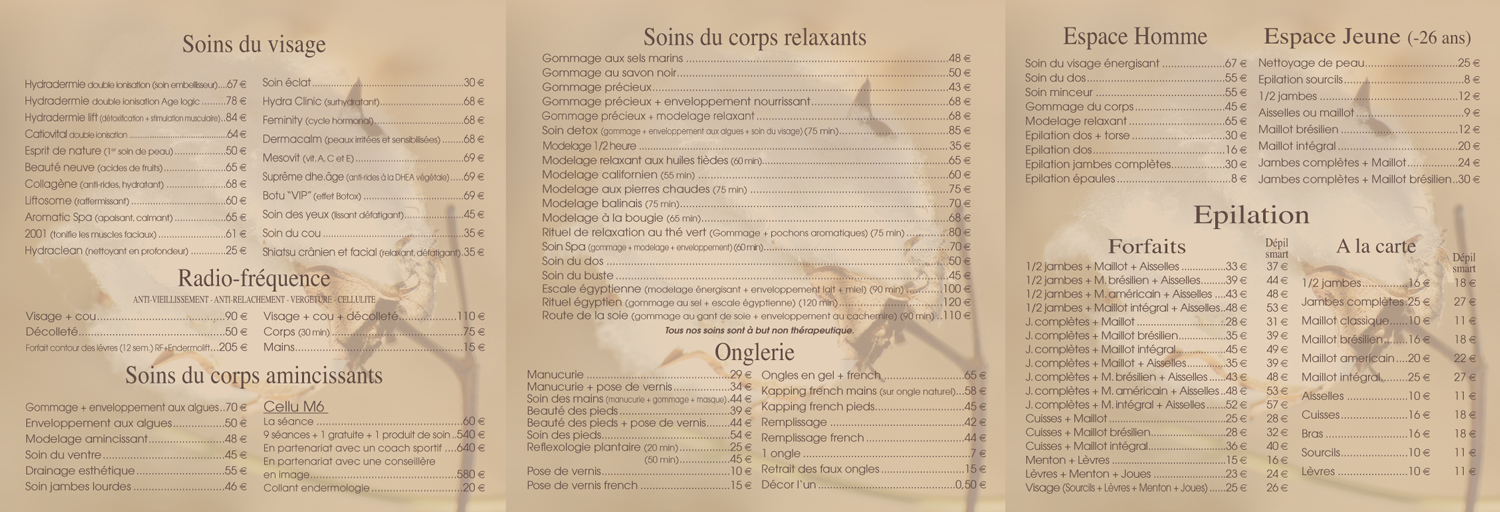 Soins du visage
Hydradermie double ionisation (soin embellisseur)...67 €
Hydradermie double ionisation Age logic ........78 €
Hydradermie lift (détoxification + stimulation musculaire)..84 €
Catiovital double ionisation ..............................64 €
Esprit de nature (1er soin de peau) ...............50 €
Beauté neuve (acides de fruits)....................65 €
Collagène (anti-rides, hydratant) ..................68 €
Liftosome (raffermissant) ..............................60 €
Aromatic Spa (apaisant, calmant) ................65 €
2001 (tonifie les muscles faciaux) ....................61 €
Hydraclean (nettoyant en profondeur) ..........25 €
Soin éclat..................................................30 €
Hydra Clinic (surhydratant)...........................68 €
Feminity (cycle hormonal)............................68 €
Dermacalm (peaux irritées et sensibilisées) ......68 €
Mesovit (vit. A, C et E) ..................................69 €
Suprême dhe.âge (anti-rides à la DHEA végétale).....69 €
Botu "VIP" (effet Botox) ................................69 €
Soin des yeux (lissant défatigant)..................45 €
Soin du cou ..............................................35 €
Shiatsu crânien et facial (relaxant, défatigant).35 €
Radio-fréquence
ANTI-VIEILLISSEMENT - ANTI-RELACHEMENT - VERGETURE - CELLULITE
Visage + cou.........................................90 €
Décolleté..............................................50 €
Forfait contour des lèvres (12 sem.) RF+Endermolift...205 €
Visage + cou + décolleté.................110 €
Corps (30 min)....................................75 €
Mains................................................15 €
Soins du corps amincissants
Gommage + enveloppement aux algues..70 €
Enveloppement aux algues...................50 €
Modelage amincissant.........................48 €
Soin du ventre......................................45 €
Drainage esthétique.............................55 €
Soin jambes lourdes.............................46 €
Cellu M6
La séance ................................................60 €
9 séances + 1 gratuite + 1 produit de soin ..540 €
En partenariat avec un coach sportif ....640 €
En partenariat avec une conseillère
en image...............................................580 €
Collant endermologie..............................20 €
Soins du corps relaxants
Gommage aux sels marins ..................48 €
Gommage au savon noir....................50 €
Gommage précieux............................43 €
Gommage précieux + enveloppement nourrissant.........68 €
Gommage précieux + modelage relaxant ..................68 €
Soin detox (gommage + enveloppement aux algues + soin du visage) (75 min)......85 €
Modelage 1/2 heure ..................35 €
Modelage relaxant aux huiles tièdes (60 min)..........65 €
Modelage californien (55 min) ..............60 €
Modelage aux pierres chaudes (75 min) ..........75 €
Modelage balinais (75 min)................70 €
Modelage à la bougie (65 min)............68 €
Rituel de relaxation au thé vert (Gommage + pochons aromatiques) (75 min) ........80 €
Soin Spa (gommage + modelage + enveloppement) (60 min).......70 €
Soin du dos ..............50 €
Soin du buste ............45 €
Escale égyptienne (modelage énergisant + enveloppement lait + miel) (90 min) ....100 €
Rituel égyptien (gommage au sel + escale égyptienne) (120 min)..........120 €
Route de la soie (gommage au gant de soie + enveloppement au cachemire) (90 min) ..110 €
Tous nos soins sont à but non thérapeutique.
Onglerie
Manucurie ..............................29 €
Manucurie + pose de vernis..............34 €
Soin des mains (manucurie + gommage + masque).44 €
Beauté des pieds.........................39 €
Beauté des pieds + pose de vernis......44 €
Soin des pieds............................54 €
Reflexologie plantaire (20 min)............25 €
(50 min)...............45 €
Pose de vernis...........................10 €
Pose de vernis french ..................15 €
Ongles en gel + french..................65 €
Kapping french mains (sur ongle naturel)...58 €
Kapping french pieds...................45 €
Remplissage ..............................42 €
Remplissage french .....................44 €
1 ongle ......................................7 €
Retrait des faux ongles .................15 €
Décor l'un ...............................0,50 €
Espace Homme
Soin du visage énergisant ................67 €
Soin du dos................................55 €
Soin minceur ..............................45 €
Gommage du corps......................45 €
Modelage relaxant.......................65 €
Epilation dos + torse ....................30 €
Epilation dos..............................16 €
Epilation jambes complètes............30 €
Epilation épaules...........................8 €
Espace Jeune (-26 ans)
Nettoyage de peau......................25 €
Epilation sourcils...........................8 €
1/2 jambes ................................12 €
Aisselles ou maillot .......................9 €
Maillot brésilien ..........................12 €
Maillot intégral ...........................20 €
Jambes complètes + Maillot...........24 €
Jambes complètes + Maillot brésilien..30 €
Epilation
Forfaits
Dépil
smart
1/2 jambes + Maillot + Aisselles ...........33 € 37 €
1/2 jambes + M. brésilien + Aisselles......39 € 44 €
1/2 jambes + M. américain + Aisselles ...43 € 48 €
1/2 jambes + Maillot intégral + Aisselles..48 € 53 €
J. complètes + Maillot ......................28 € 31 €
J. complètes + Maillot brésilien...........35 € 39 €
J. complètes + Maillot intégral............45 € 49 €
J. complètes + Maillot + Aisselles........35 € 39 €
J. complètes + M. brésilien + Aisselles....43 € 48 €
J. complètes + M. américain + Aisselles..48 € 53 €
J. complètes + M. intégral + Aisselles.....52 € 57 €
Cuisses + Maillot............................25 € 28 €
Cuisses + Maillot brésilien..................28 € 32 €
Cuisses + Maillot intégral ..................36 € 40 €
Menton + Lèvres ............................15 € 16 €
Lèvres + Menton + Joues .................23 € 24 €
Visage (Sourcils + Lèvres + Menton + Joues) ......25 € 26 €
A la carte
Dépil
smart
1/2 jambes..............16 € 18 €
Jambes complètes 25 € 27 €
Maillot classique.......10 € 11 €
Maillot brésilien........16 € 18 €
Maillot americain....20 € 22 €
Maillot intégral........25 € 27 €
Aisselles ................10 € 11 €
Cuisses..................16 € 18 €
Bras ......................16 € 18 €
Sourcils..................10 € 11 €
Lèvres ...................10 € 11 €